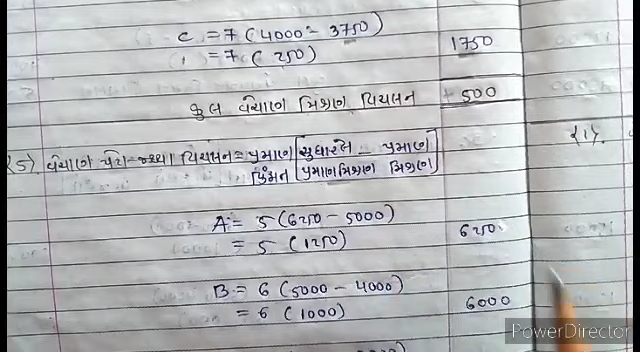 C = 7 (4000 - 3750)
= 7 ( 250)
1750
કુલ વેચાણ મિશ્રણ વિચલન
+ 500
(5) વેચાણ પેટા-જથ્થા વિચલન = પ્રમાણ [સુધારેલ પ્રમાણ
કિંમત પ્રમાણમિશ્રણ મિશ્રણ]
A = 5 (6250 - 5000)
= 5 (1250)
6250
B = 6 (5000 - 4000)
= 6 (1000)
6000
PowerDirector